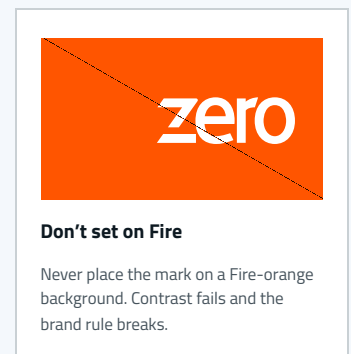 zero
Don’t set on Fire
Never place the mark on a Fire-orange
background. Contrast fails and the
brand rule breaks.